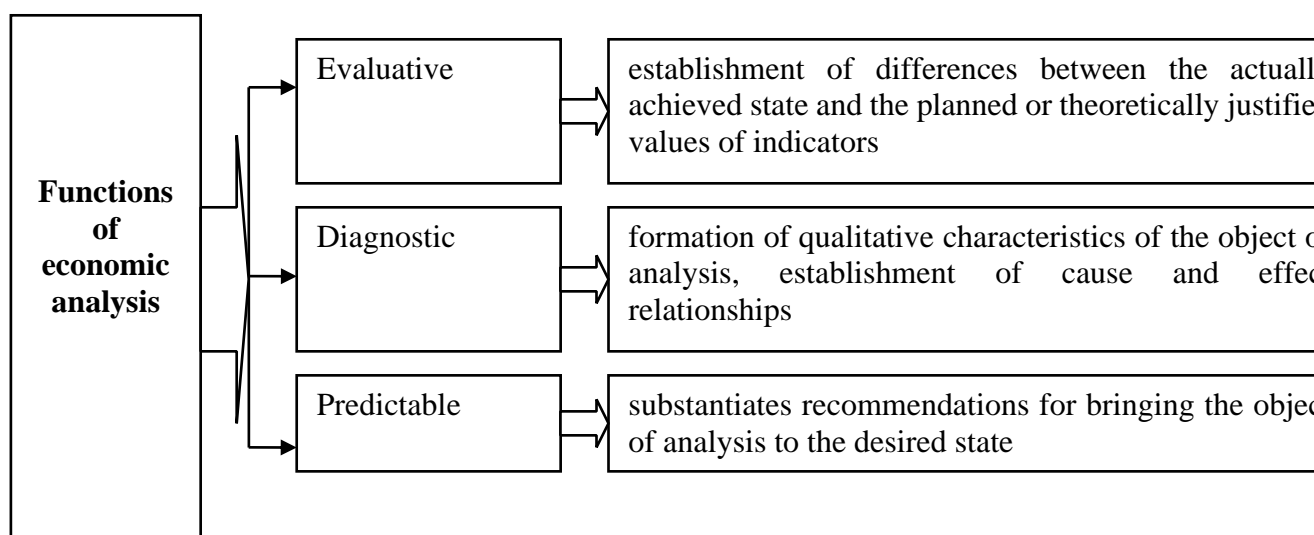 Functions
of
economic
analysis
Evaluative
establishment of differences between the actuall
achieved state and the planned or theoretically justifie
values of indicators
Diagnostic
formation of qualitative characteristics of the object o
analysis, establishment of cause and effec
relationships
Predictable
substantiates recommendations for bringing the objec
of analysis to the desired state